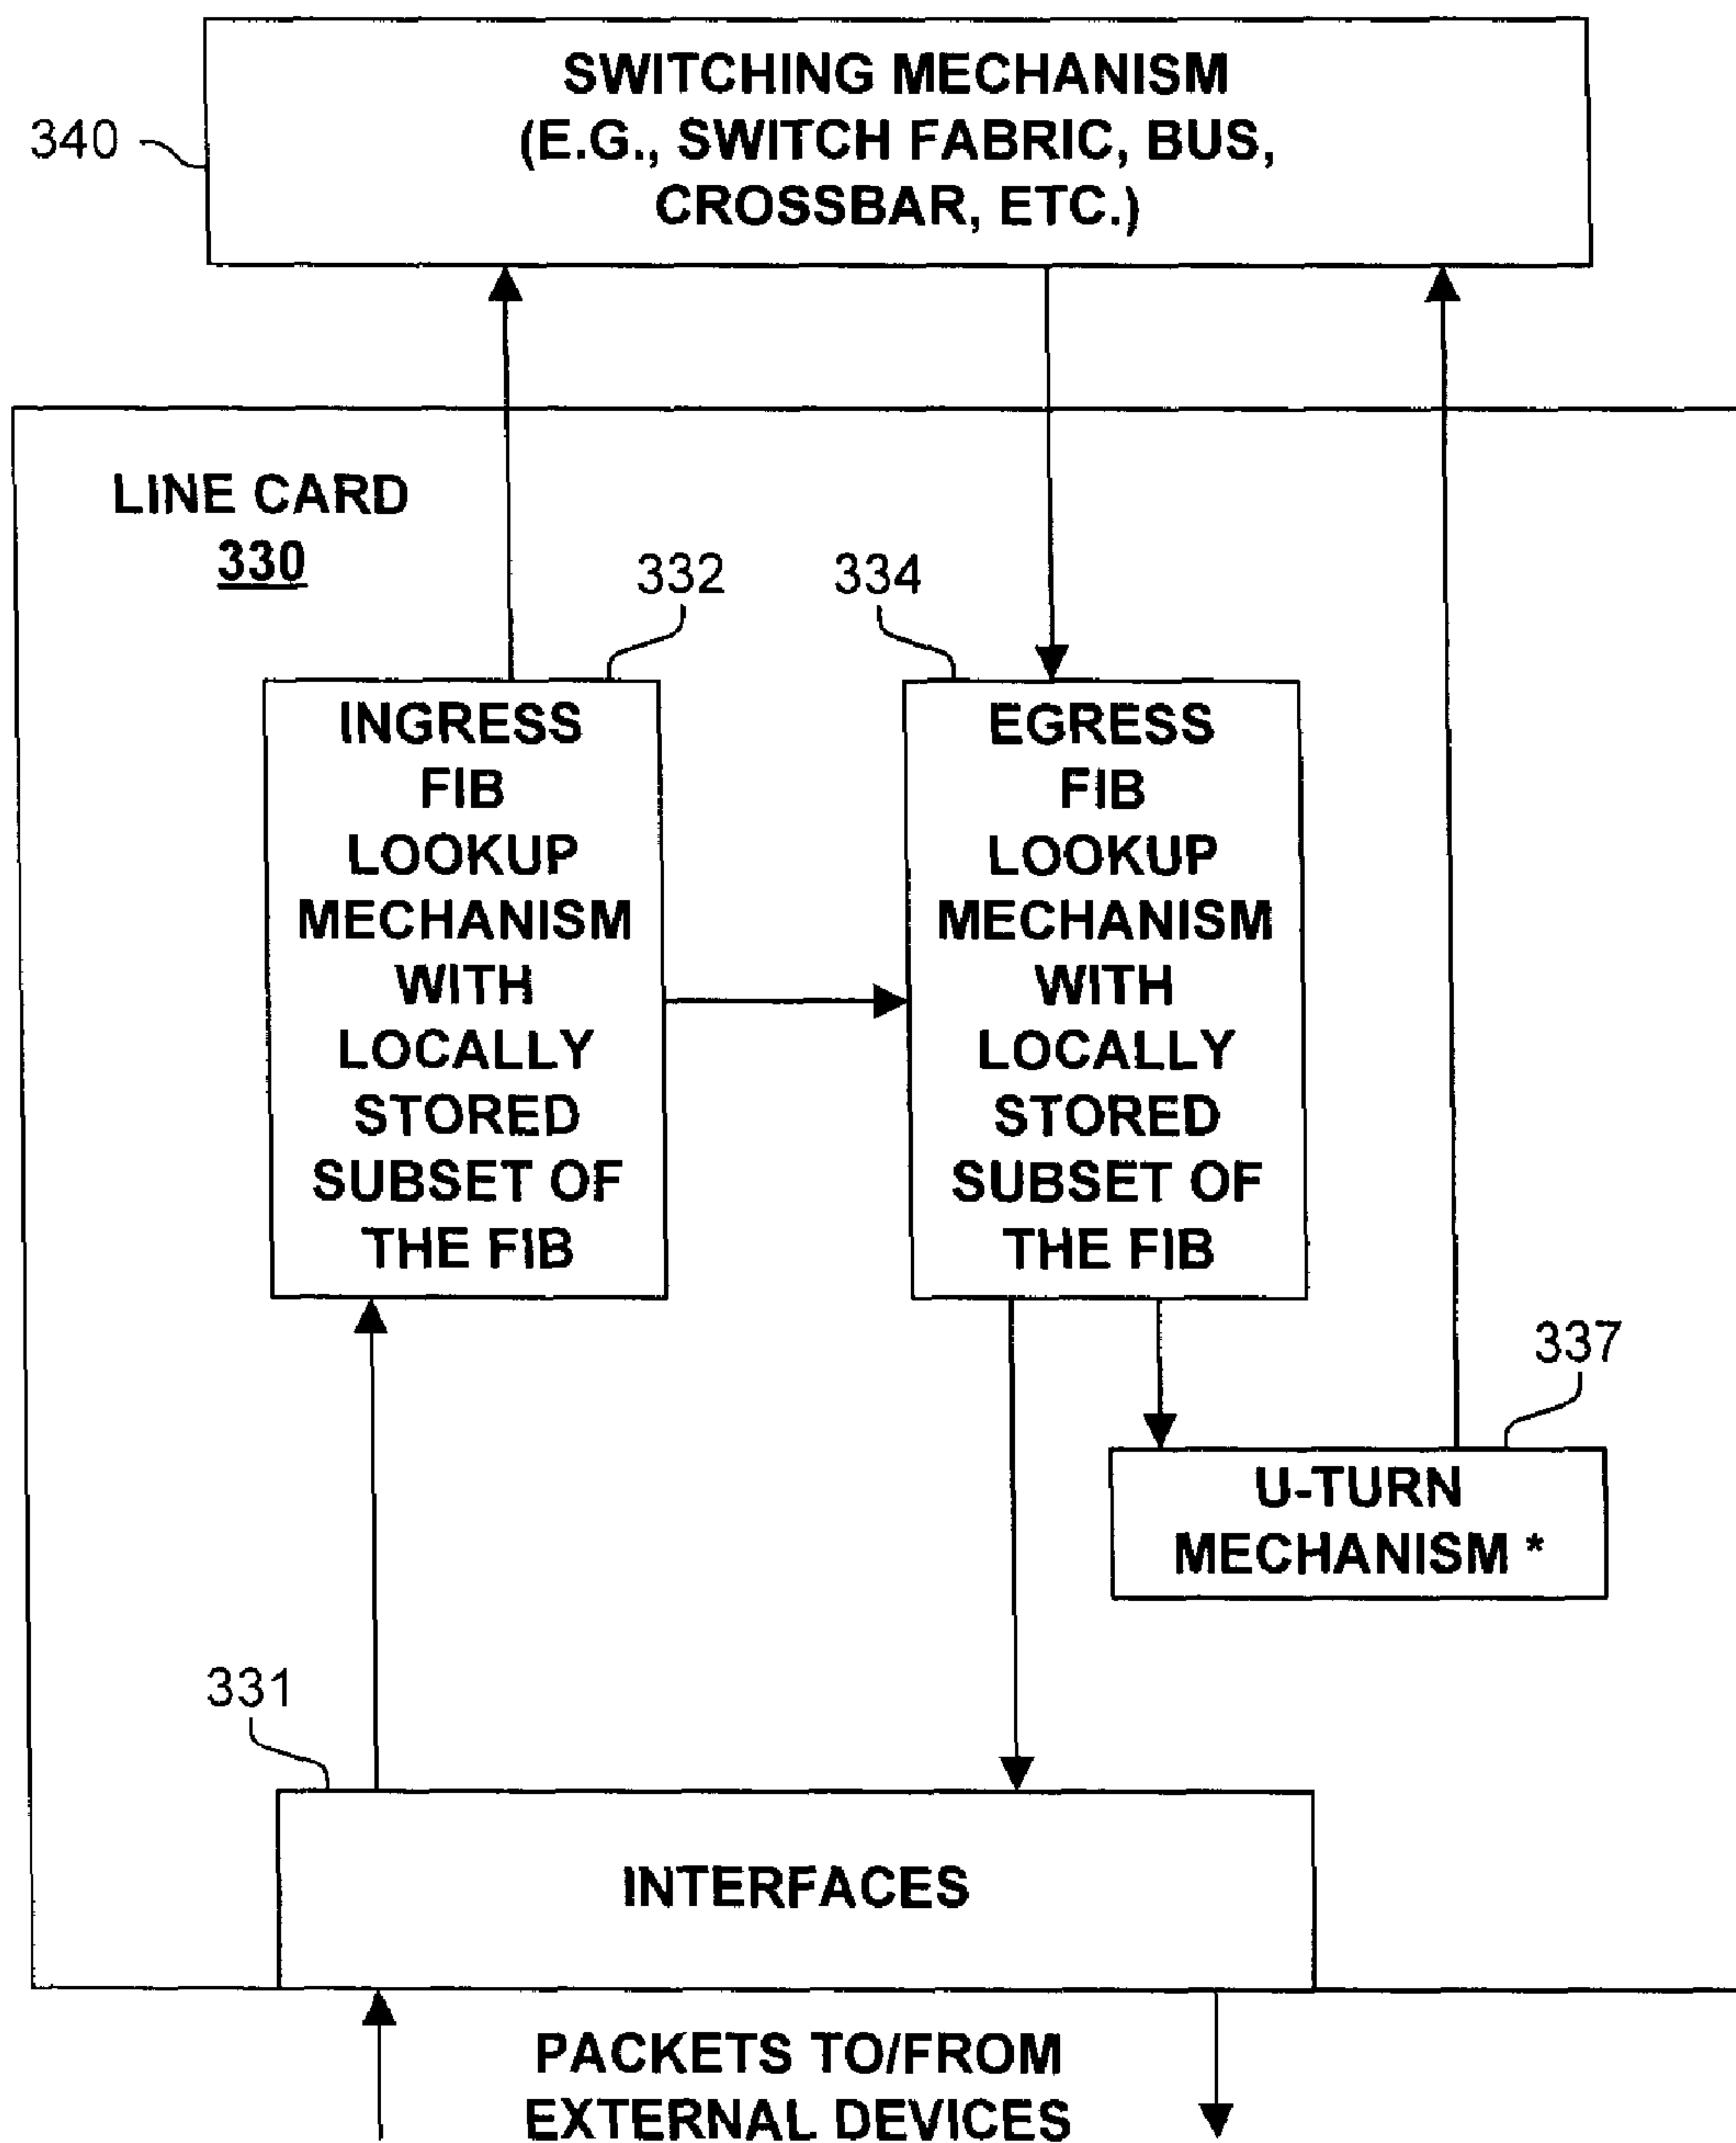 SWITCHING MECHANISM
(E.G., SWITCH FABRIC, BUS,
CROSSBAR, ETC.)
340
LINE CARD
330
332
334
INGRESS
FIB
LOOKUP
MECHANISM
WITH
LOCALLY
STORED
SUBSET OF
THE FIB
EGRESS
FIB
LOOKUP
MECHANISM
WITH
LOCALLY
STORED
SUBSET OF
THE FIB
337
U-TURN
MECHANISM *
331
INTERFACES
PACKETS TO/FROM
EXTERNAL DEVICES